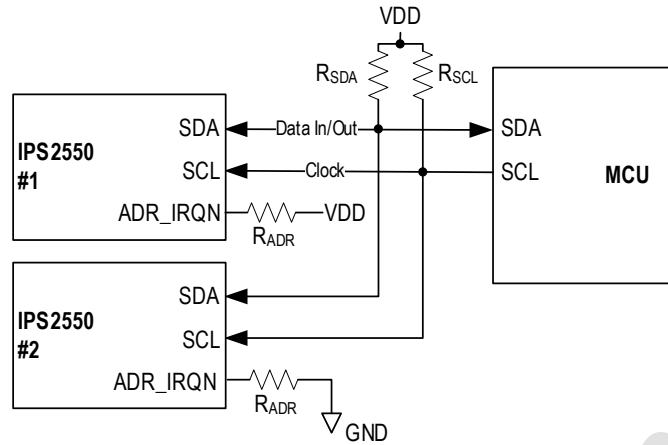 VDD
RSDA RSCL
SDA Data In/Out SDA
IPS2550
#1
SCL Clock SCL MCU
ADR_IRQN VDD
RADR
SDA
IPS2550
#2
SCL
ADR_IRQN
RADR
GND